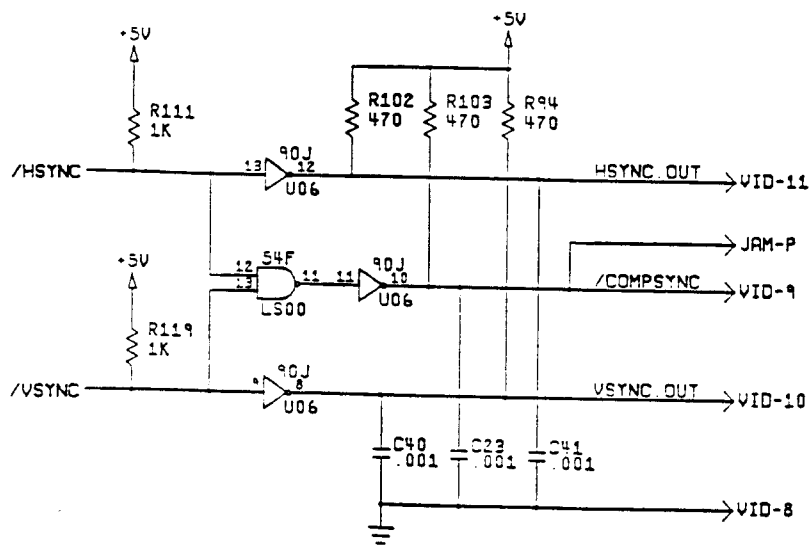 +5V
+5V
R111
1K
R102
470
R103
470
R94
470
/HSYNC
13
90J
12
U06
HSYNC.OUT
VID-11
JAM-P
+5V
54F
12
13
11
LS00
11
90J
10
U06
/COMPSYNC
VID-9
R119
1K
/VSYNC
9
90J
8
U06
VSYNC.OUT
VID-10
C40
.001
C23
.001
C41
.001
VID-8